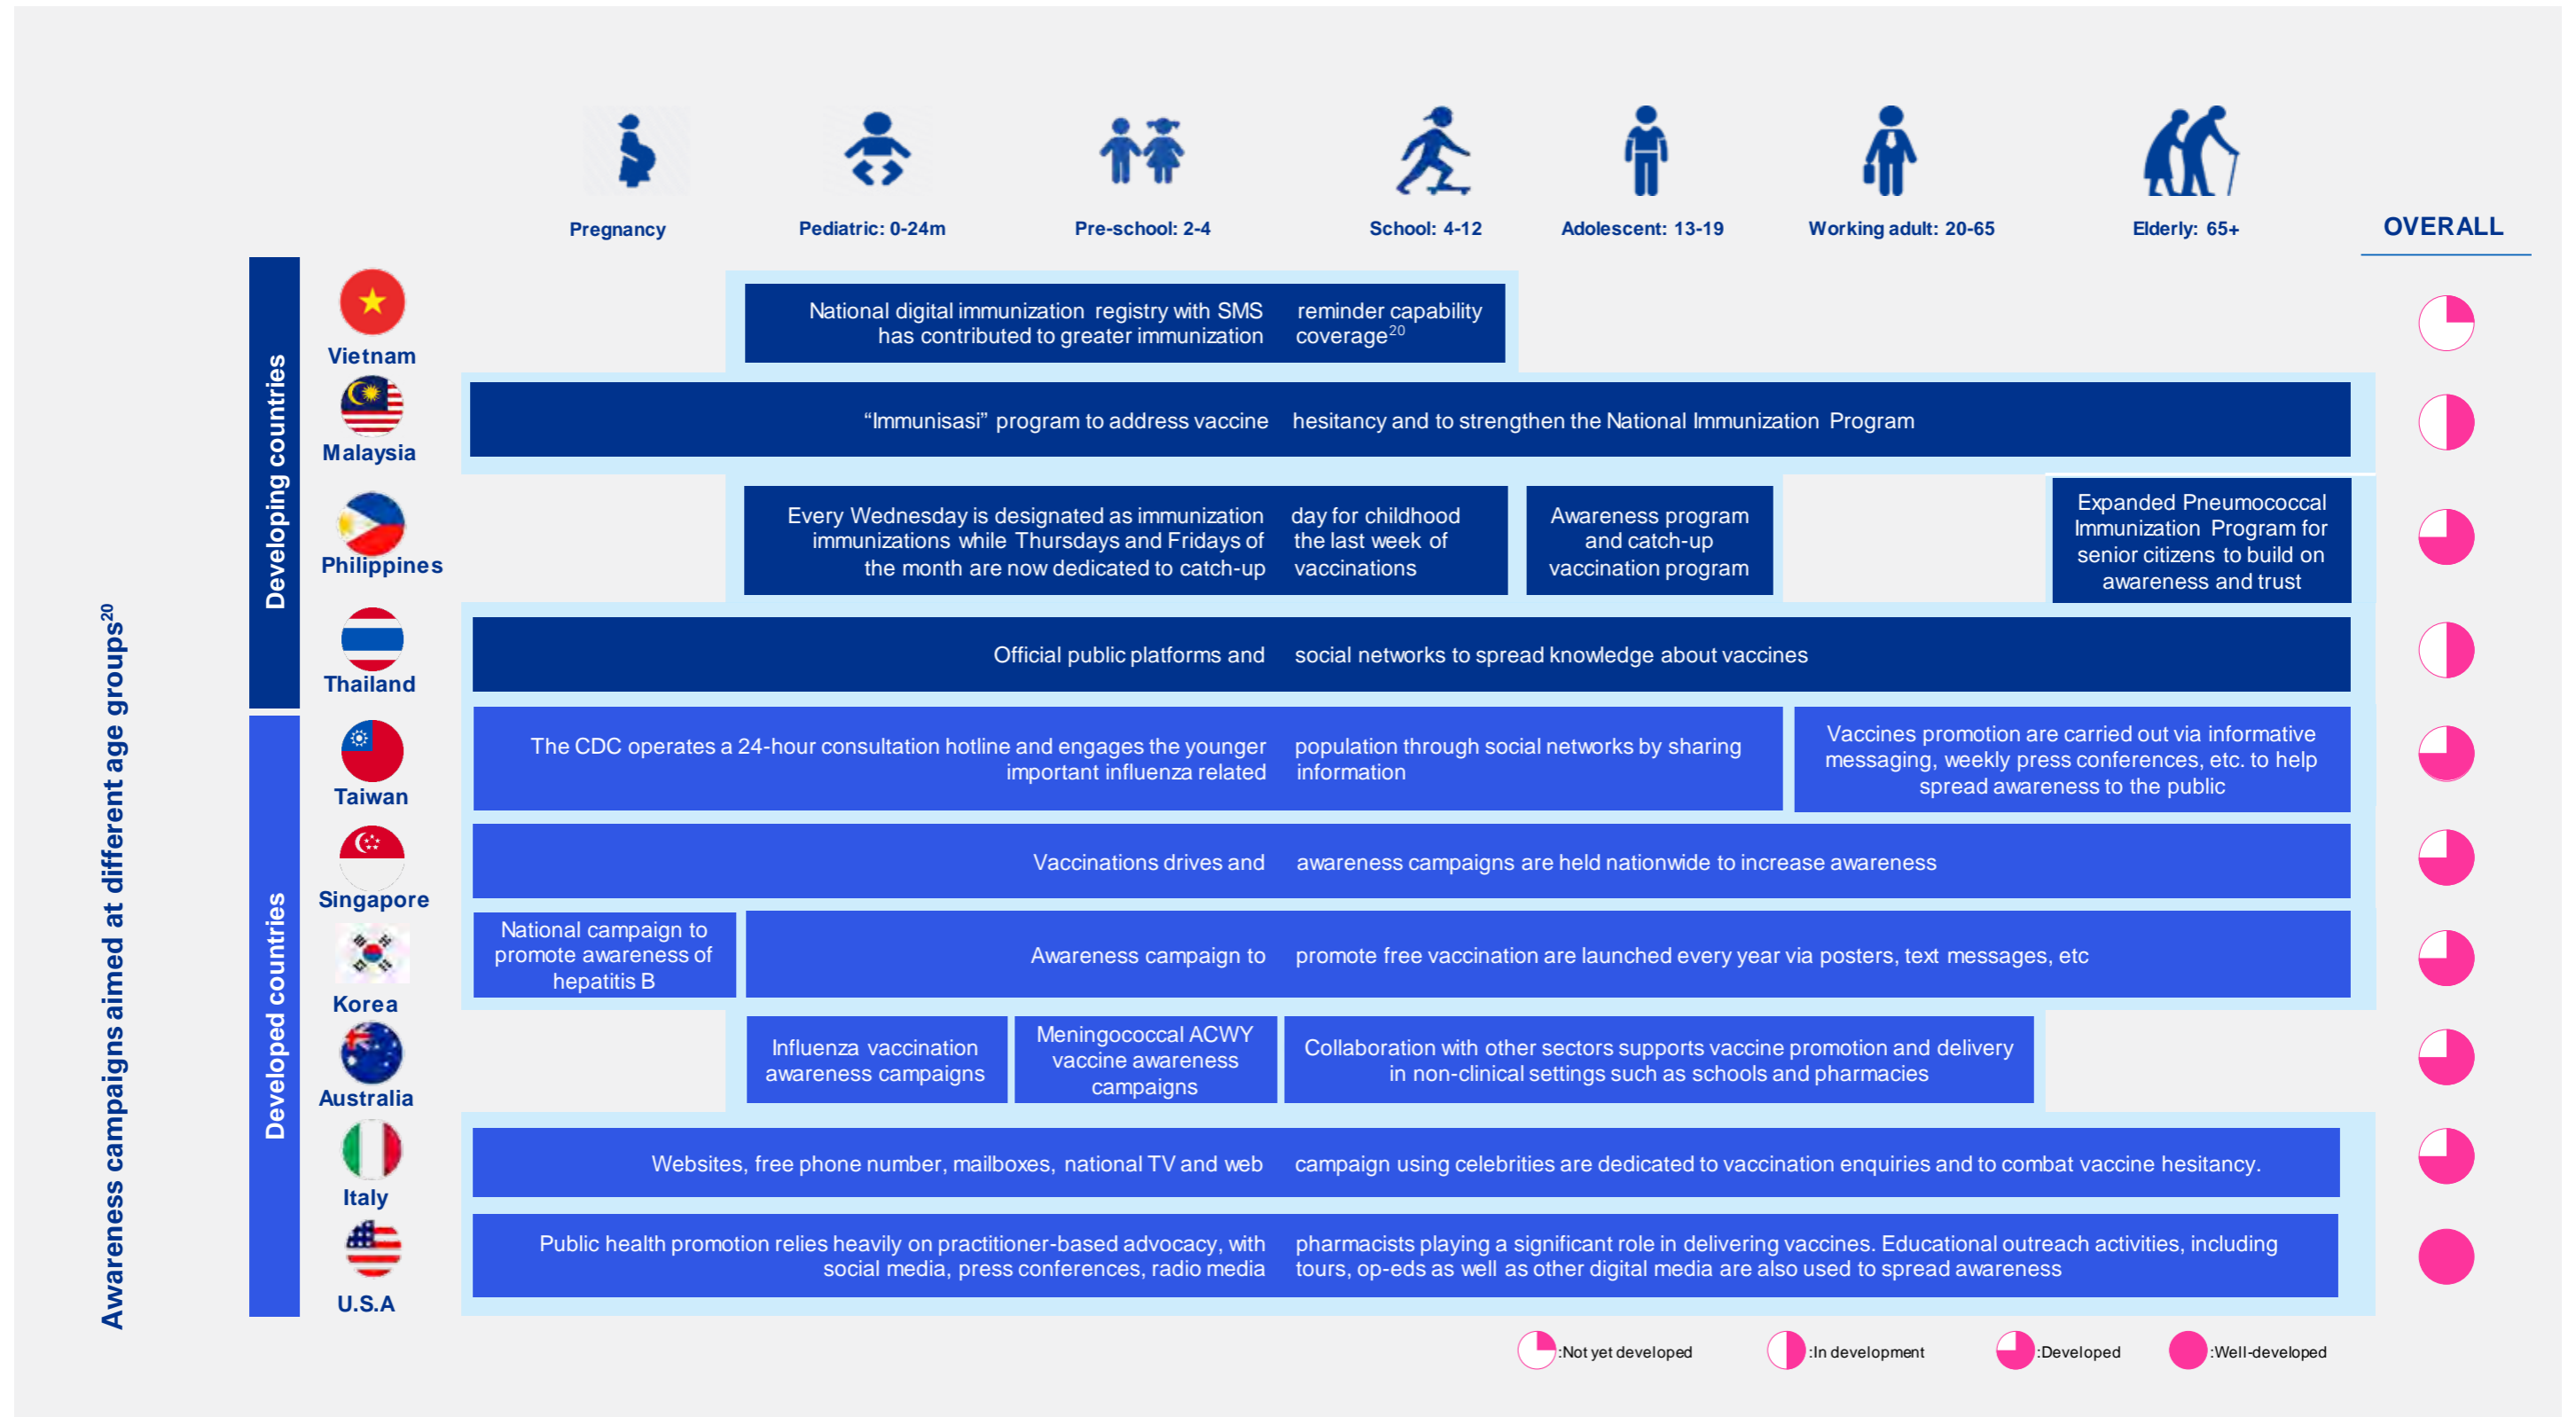 Pregnancy
Pediatric: 0-24m
Pre-school: 2-4
School: 4-12
Adolescent: 13-19
Working adult: 20-65
Elderly: 65+
OVERALL
Awareness campaigns aimed at different age groups20
Developing countries
Vietnam
National digital immunization registry with SMS reminder capability
has contributed to greater immunization coverage20
Malaysia
“Immunisasi” program to address vaccine hesitancy and to strengthen the National Immunization Program
Philippines
Every Wednesday is designated as immunization day for childhood
immunizations while Thursdays and Fridays of the last week of
the month are now dedicated to catch-up vaccinations
Awareness program
and catch-up
vaccination program
Expanded Pneumococcal
Immunization Program for
senior citizens to build on
awareness and trust
Thailand
Official public platforms and social networks to spread knowledge about vaccines
Developed countries
Taiwan
The CDC operates a 24-hour consultation hotline and engages the younger population through social networks by sharing
important influenza related information
Vaccines promotion are carried out via informative
messaging, weekly press conferences, etc. to help
spread awareness to the public
Singapore
Vaccinations drives and awareness campaigns are held nationwide to increase awareness
Korea
National campaign to
promote awareness of
hepatitis B
Awareness campaign to promote free vaccination are launched every year via posters, text messages, etc
Australia
Influenza vaccination
awareness campaigns
Meningococcal ACWY
vaccine awareness
campaigns
Collaboration with other sectors supports vaccine promotion and delivery
in non-clinical settings such as schools and pharmacies
Italy
Websites, free phone number, mailboxes, national TV and web campaign using celebrities are dedicated to vaccination enquiries and to combat vaccine hesitancy.
U.S.A
Public health promotion relies heavily on practitioner-based advocacy, with pharmacists playing a significant role in delivering vaccines. Educational outreach activities, including
social media, press conferences, radio media tours, op-eds as well as other digital media are also used to spread awareness
:Not yet developed
:In development
:Developed
:Well-developed